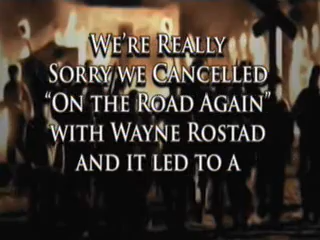 We're Really
Sorry we Cancelled
“On the Road Again”
with Wayne Rostad
and it led to a